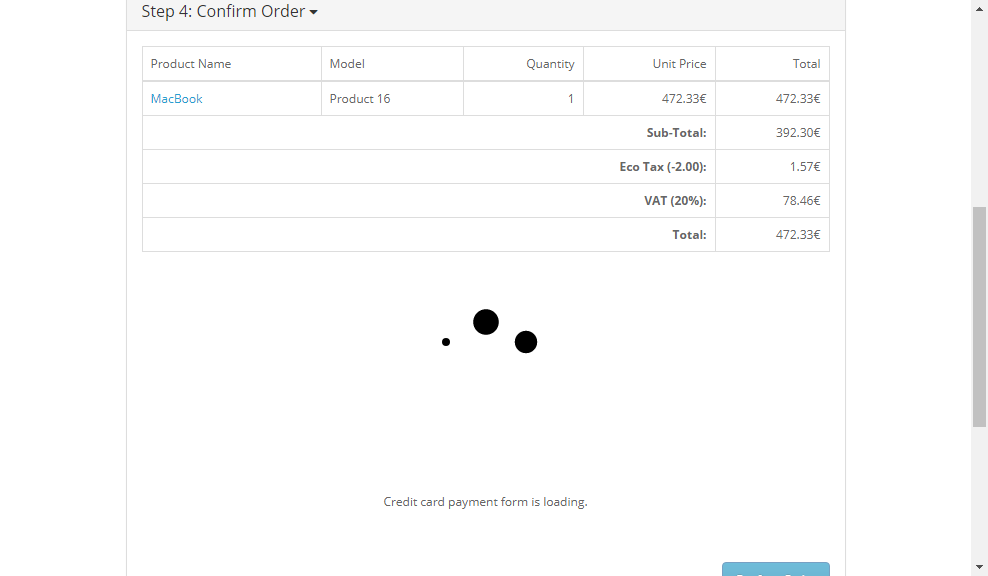 Step 4: Confirm Order
Product Name Model Quantity Unit Price Total
MacBook Product 16 1 472.33€ 472.33€
Sub-Total: 392.30€
Eco Tax (-2.00): 1.57€
VAT (20%): 78.46€
Total: 472.33€
Credit card payment form is loading.